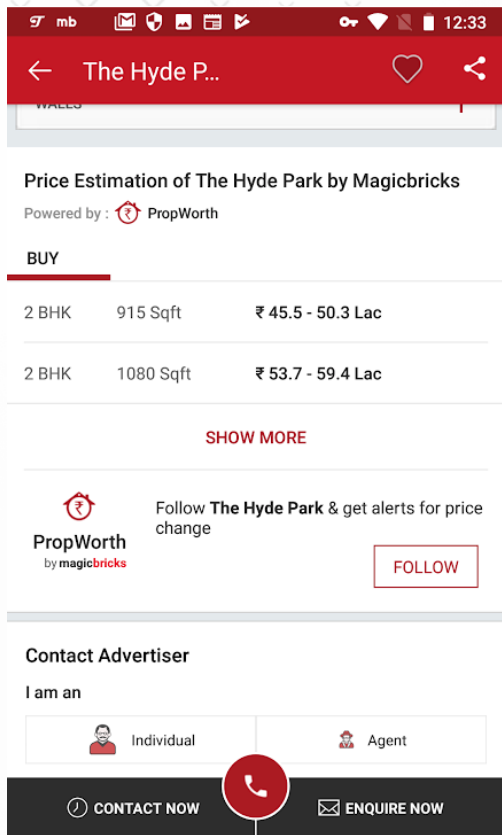 mb 12:33
The Hyde P...
WALLS
Price Estimation of The Hyde Park by Magicbricks
Powered by : PropWorth
BUY
2 BHK 915 Sqft ₹ 45.5 - 50.3 Lac
2 BHK 1080 Sqft ₹ 53.7 - 59.4 Lac
SHOW MORE
Follow The Hyde Park & get alerts for price
change
PropWorth
by magicbricks
FOLLOW
Contact Advertiser
I am an
Individual Agent
CONTACT NOW ENQUIRE NOW